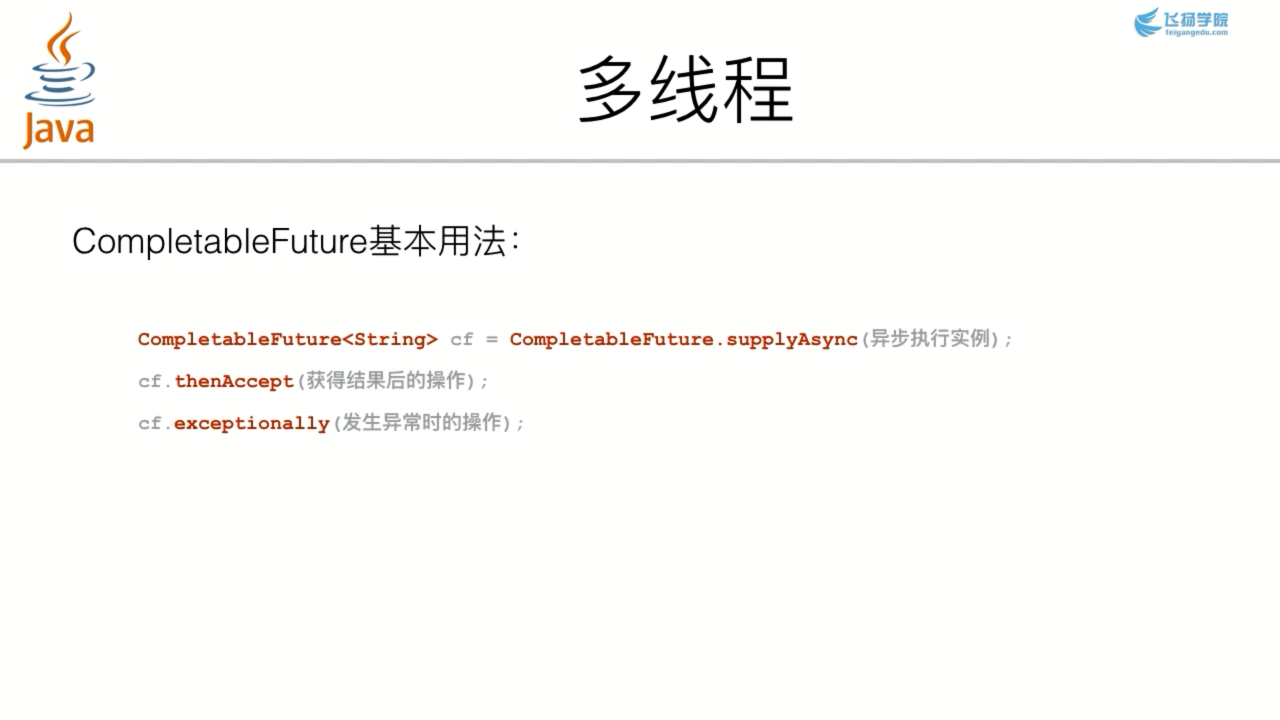 Java
飞扬学院
feiyangedu.com
多线程
CompletableFuture基本用法：
CompletableFuture<String> cf = CompletableFuture.supplyAsync(异步执行实例);
cf.thenAccept(获得结果后的操作);
cf.exceptionally(发生异常时的操作);